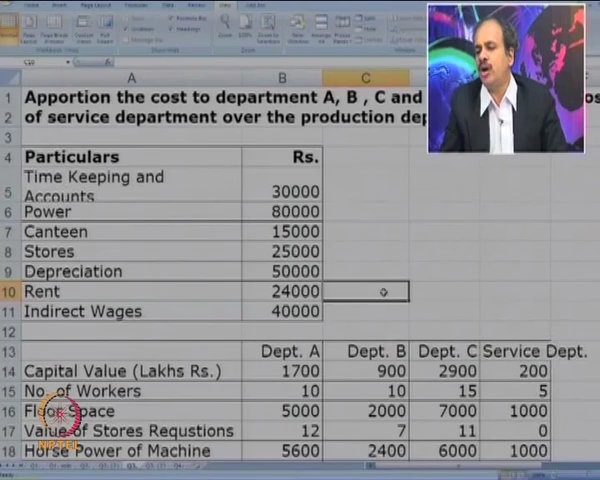 Apportion the cost to department A, B , C and
of service department over the production dep
Particulars Rs.
Time Keeping and
Accounts 30000
Power 80000
Canteen 15000
Stores 25000
Depreciation 50000
Rent 24000
Indirect Wages 40000
Dept. A Dept. B Dept. C Service Dept.
Capital Value (Lakhs Rs.) 1700 900 2900 200
No. of Workers 10 10 15 5
Floor Space 5000 2000 7000 1000
Value of Stores Requstions 12 7 11 0
Horse Power of Machine 5600 2400 6000 1000
NPTEL